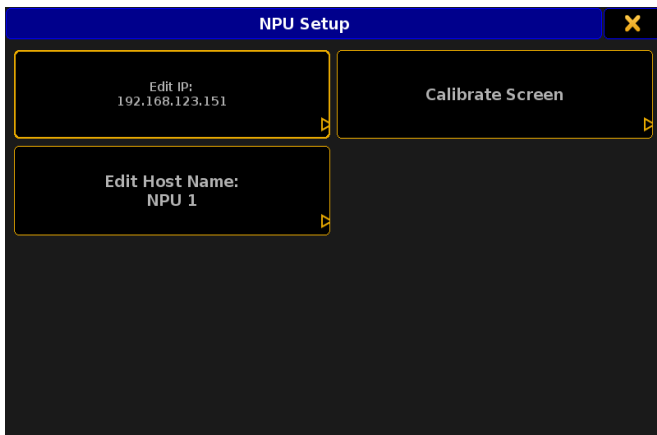 NPU Setup
Edit IP:
192.168.123.151
Calibrate Screen
Edit Host Name:
NPU 1